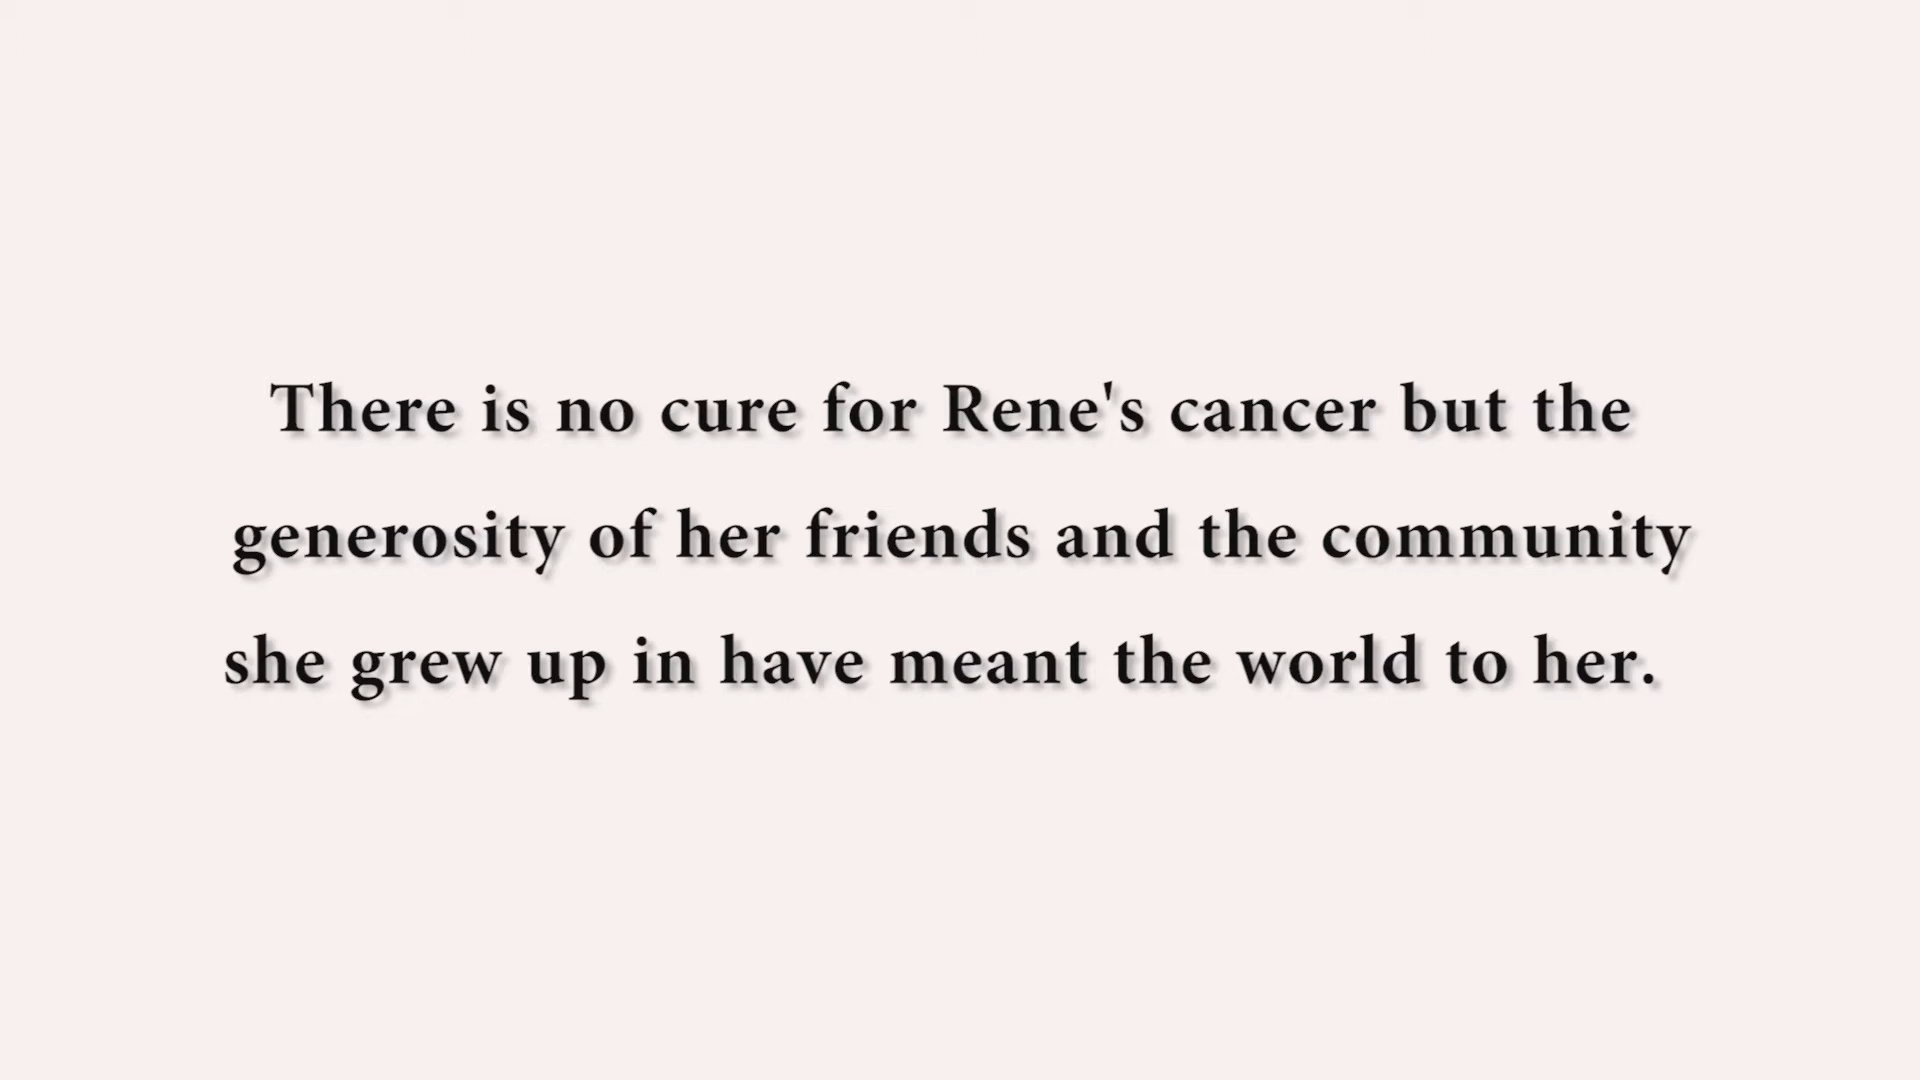 There is no cure for Rene's cancer but the
generosity of her friends and the community
she grew up in have meant the world to her.